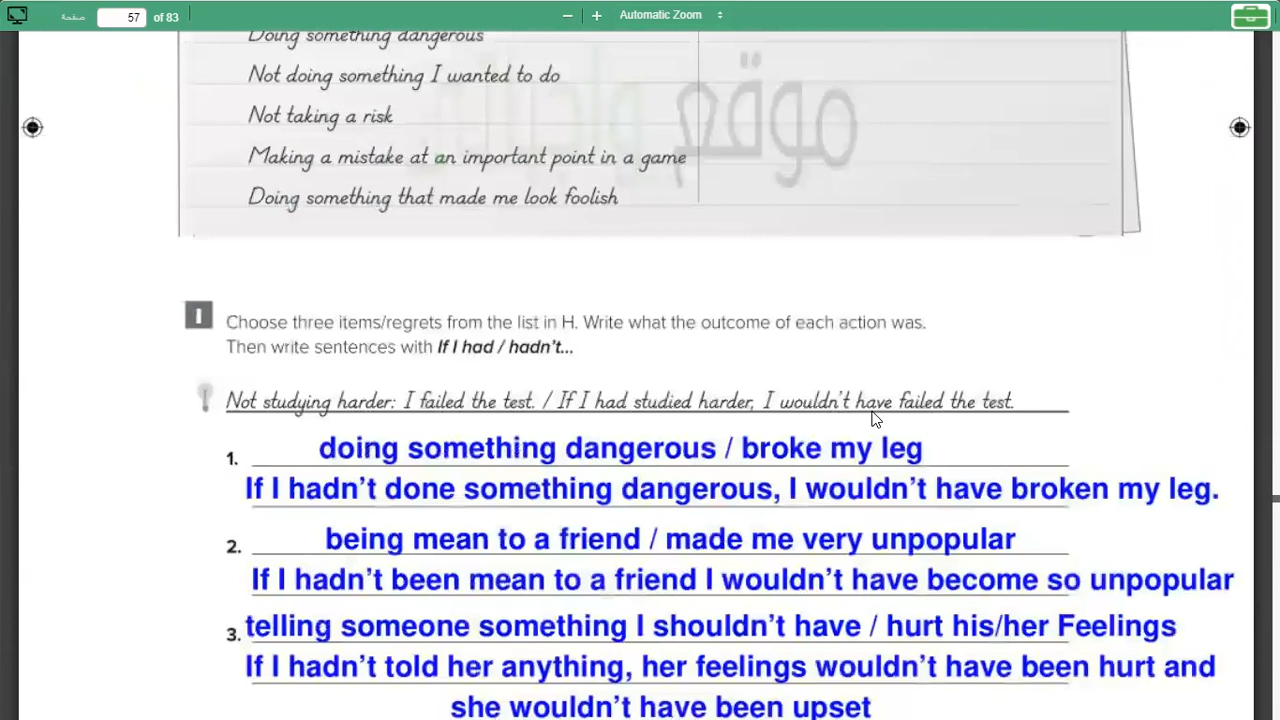 صفحة 57 of 83 Automatic Zoom
Doing something dangerous
Not doing something I wanted to do
Not taking a risk
Making a mistake at an important point in a game
Doing something that made me look foolish
موقع واجباتي
I Choose three items/regrets from the list in H. Write what the outcome of each action was.
Then write sentences with If I had / hadn't...
Not studying harder: I failed the test. / If I had studied harder, I wouldn't have failed the test.
1. doing something dangerous / broke my leg
If I hadn't done something dangerous, I wouldn't have broken my leg.
2. being mean to a friend / made me very unpopular
If I hadn't been mean to a friend I wouldn't have become so unpopular
3. telling someone something I shouldn't have / hurt his/her Feelings
If I hadn't told her anything, her feelings wouldn't have been hurt and
she wouldn't have been upset